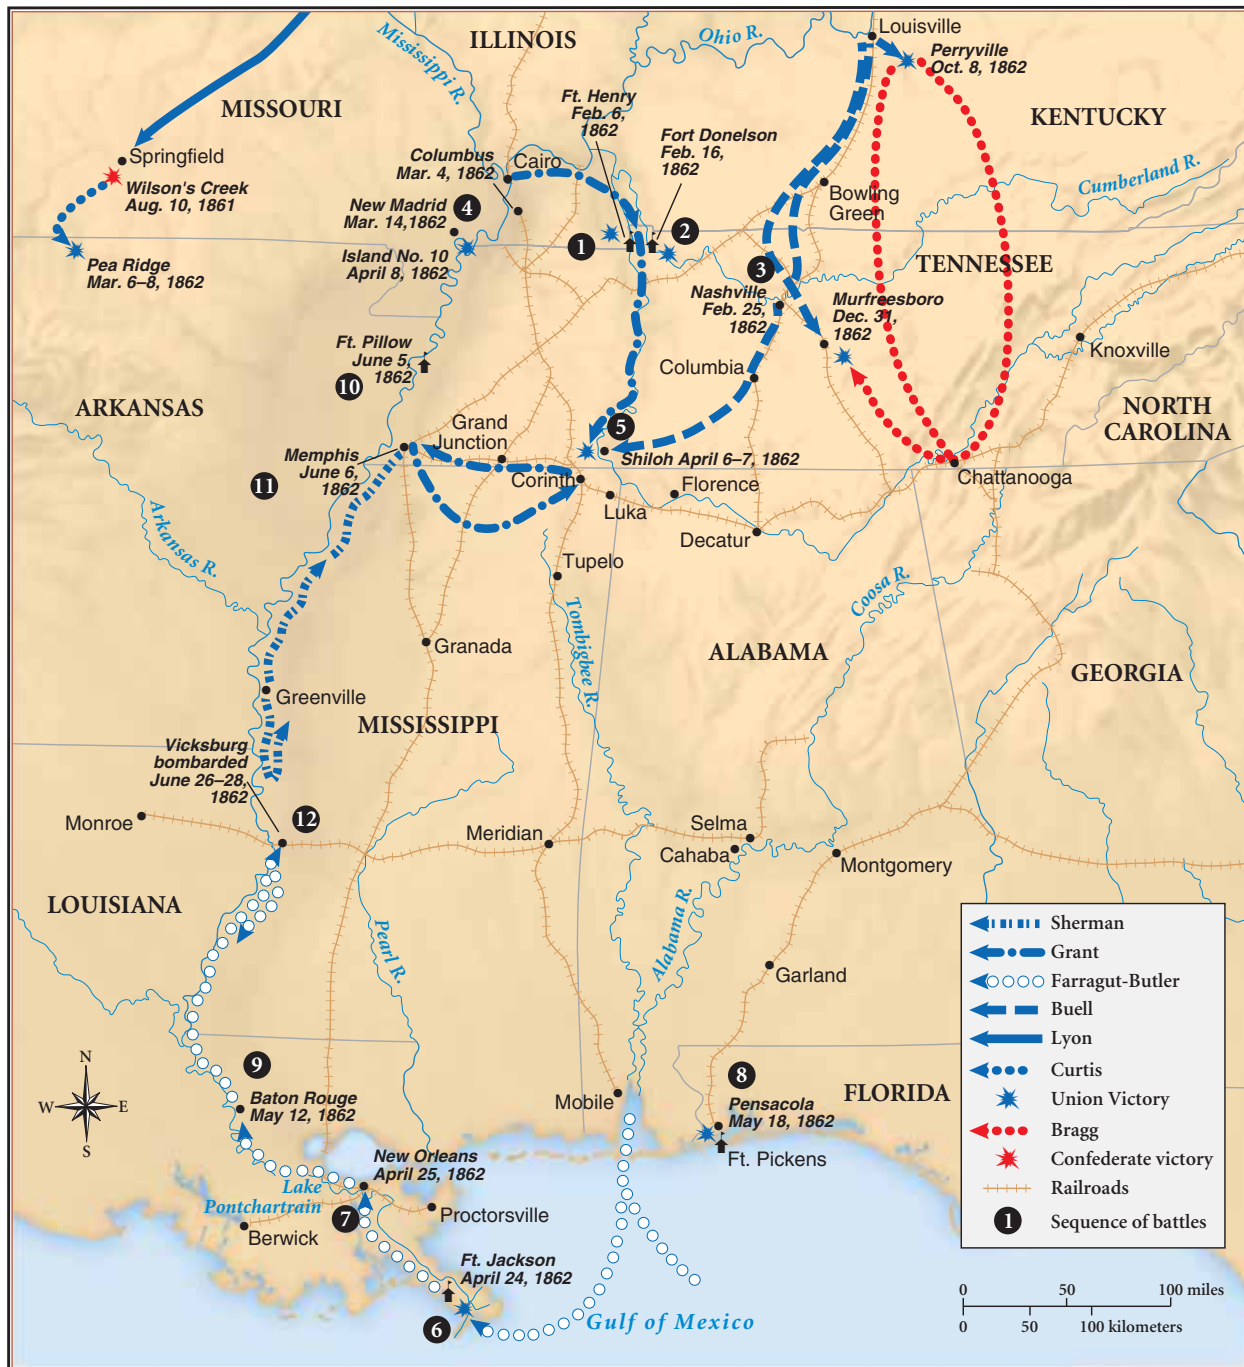 ILLINOIS
Mississippi R.
Ohio R.
Louisville
Perryville
Oct. 8, 1862
MISSOURI
Ft. Henry
Feb. 6,
1862
Fort Donelson
Feb. 16,
1862
KENTUCKY
Springfield
Wilson's Creek
Aug. 10, 1861
Columbus
Mar. 4, 1862
Cairo
Bowling
Green
Cumberland R.
New Madrid
Mar. 14,1862
4
1
2
3
Island No. 10
April 8, 1862
Pea Ridge
Mar. 6–8, 1862
TENNESSEE
Nashville
Feb. 25,
1862
Murfreesboro
Dec. 31,
1862
Ft. Pillow
June 5,
1862
10
Columbia
Knoxville
ARKANSAS
NORTH
CAROLINA
Grand
Junction
5
Memphis
June 6,
1862
11
Shiloh April 6–7, 1862
Corinth
Luka
Florence
Chattanooga
Decatur
Arkansas R.
Tupelo
Coosa R.
Tombigbee R.
Granada
ALABAMA
GEORGIA
Greenville
MISSISSIPPI
Vicksburg
bombarded
June 26–28,
1862
12
Monroe
Meridian
Selma
Cahaba
Montgomery
LOUISIANA
Pearl R.
Alabama R.
Garland
Sherman
Grant
Farragut-Butler
Buell
Lyon
Curtis
Union Victory
Bragg
Confederate victory
Railroads
1
Sequence of battles
N
W
E
S
9
Baton Rouge
May 12, 1862
Mobile
8
Pensacola
May 18, 1862
FLORIDA
Ft. Pickens
New Orleans
April 25, 1862
Lake
Pontchartrain
7
Proctorsville
Berwick
Ft. Jackson
April 24, 1862
6
Gulf of Mexico
0
50
100 miles
0
50
100 kilometers